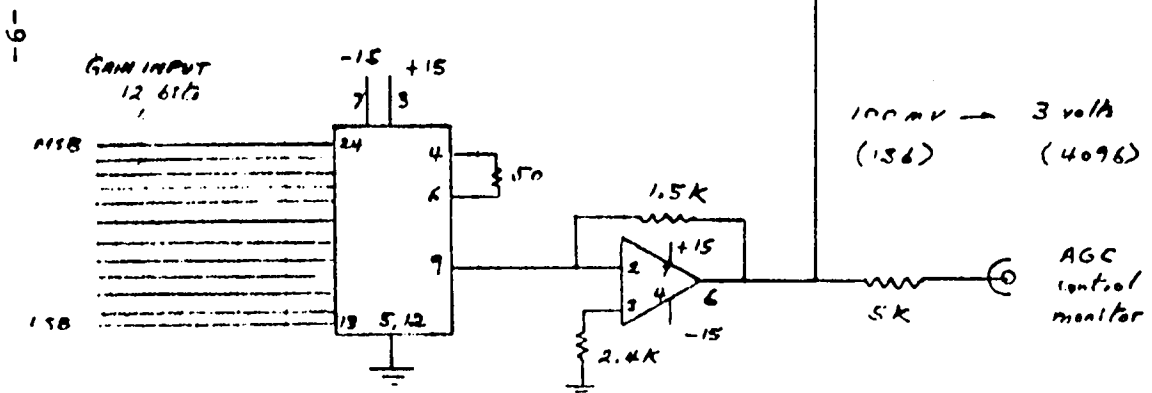 -6-
GAIN INPUT
12 bits
-15
+15
7
3
MSB
24
4
6
50
9
LSB
13
5, 12
1.5K
2
3
+15
7
4
6
-15
2.4K
5K
100 mV → 3 volts
(136) (4096)
AGC
control
monitor